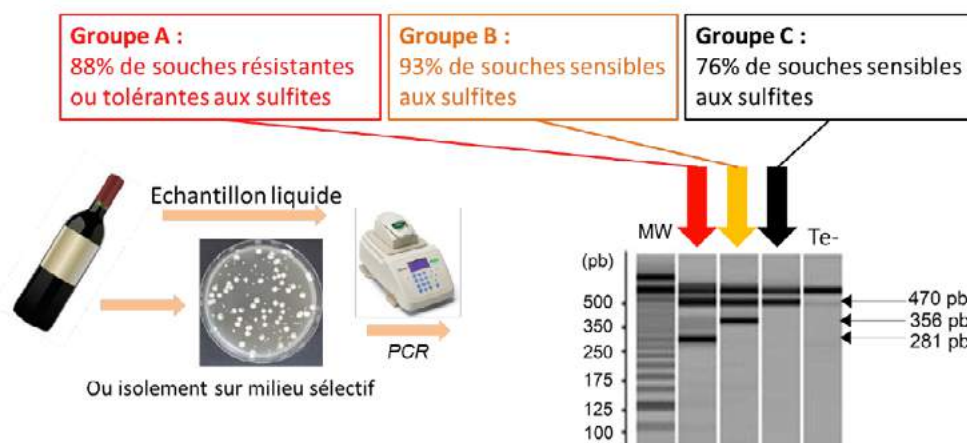 Groupe A :
88% de souches résistantes
ou tolérantes aux sulfites
Groupe B :
93% de souches sensibles
aux sulfites
Groupe C :
76% de souches sensibles
aux sulfites
Echantillon liquide
PCR
Ou isolement sur milieu sélectif
MW
Te-
(pb)
500
350
250
175
125
100
470 pb
356 pb
281 pb